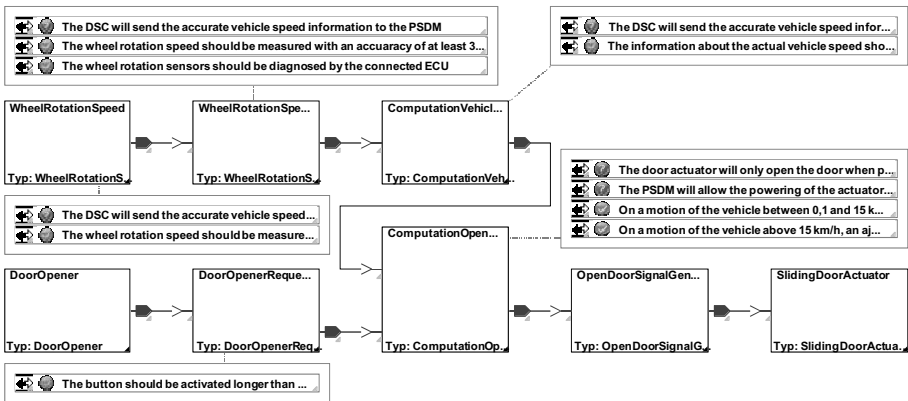 The DSC will send the accurate vehicle speed information to the PSDM
The wheel rotation speed should be measured with an accuaracy of at least 3...
The wheel rotation sensors should be diagnosed by the connected ECU
The DSC will send the accurate vehicle speed infor...
The information about the actual vehicle speed sho...
WheelRotationSpeed
Typ: WheelRotationS...
WheelRotationSpe...
Typ: WheelRotationS...
ComputationVehicl...
Typ: ComputationVeh...
The DSC will send the accurate vehicle speed...
The wheel rotation speed should be measure...
The door actuator will only open the door when p...
The PSDM will allow the powering of the actuator...
On a motion of the vehicle between 0,1 and 15 k...
On a motion of the vehicle above 15 km/h, an aj...
DoorOpener
Typ: DoorOpener
DoorOpenerReque...
Typ: DoorOpenerReq...
ComputationOpen...
Typ: ComputationOp...
OpenDoorSignalGen...
Typ: OpenDoorSignalG...
SlidingDoorActuator
Typ: SlidingDoorActua...
The button should be activated longer than ...